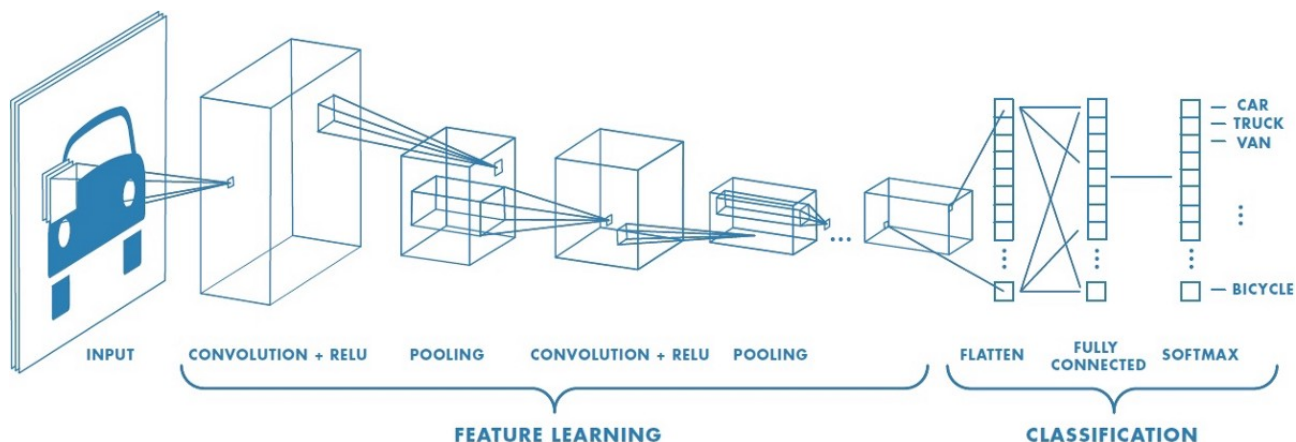 CAR
TRUCK
VAN
BICYCLE
INPUT
CONVOLUTION + RELU
POOLING
CONVOLUTION + RELU
POOLING
FLATTEN
FULLY
CONNECTED
SOFTMAX
FEATURE LEARNING
CLASSIFICATION